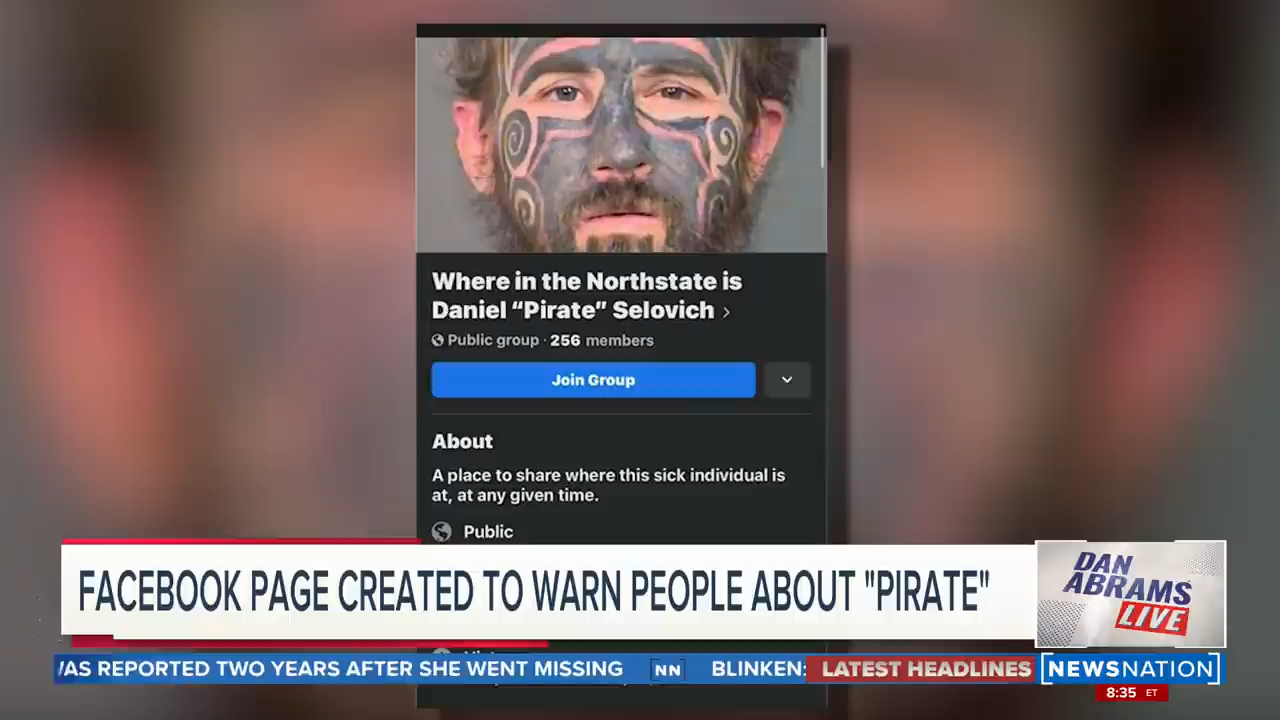 Where in the Northstate is
Daniel “Pirate” Selovich >
Public group · 256 members
Join Group
About
A place to share where this sick individual is
at, at any given time.
Public
FACEBOOK PAGE CREATED TO WARN PEOPLE ABOUT "PIRATE"
DAN
ABRAMS
LIVE
WAS REPORTED TWO YEARS AFTER SHE WENT MISSING NN BLINKEN: LATEST HEADLINES NEWSNATION
8:35 ET